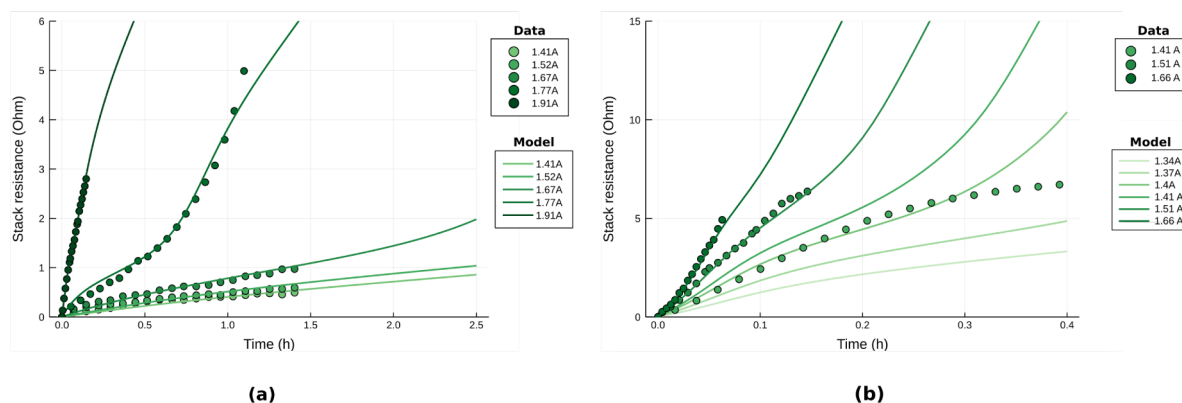 6
5
4
3
2
1
0
0.0
0.5
1.0
1.5
2.0
2.5
Stack resistance (Ohm)
Time (h)
Data
1.41A
1.52A
1.67A
1.77A
1.91A
Model
1.41A
1.52A
1.67A
1.77A
1.91A
(a)
15
10
5
0
0.0
0.1
0.2
0.3
0.4
Stack resistance (Ohm)
Time (h)
Data
1.41 A
1.51 A
1.66 A
Model
1.34A
1.37A
1.4A
1.41 A
1.51 A
1.66 A
(b)